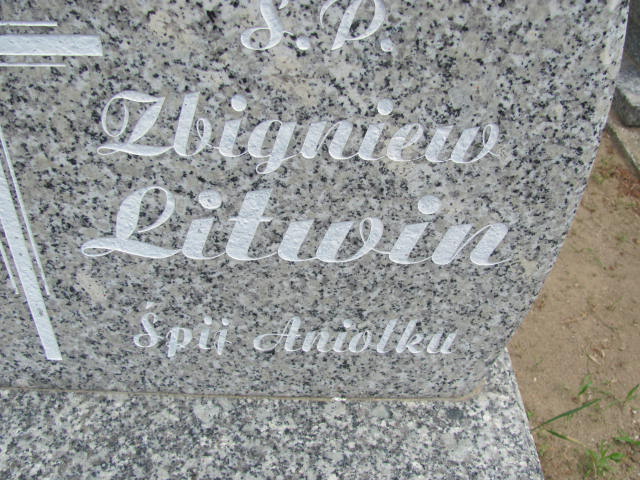 Ś. P.
Zbigniew
Litwin
Śpij Aniołku